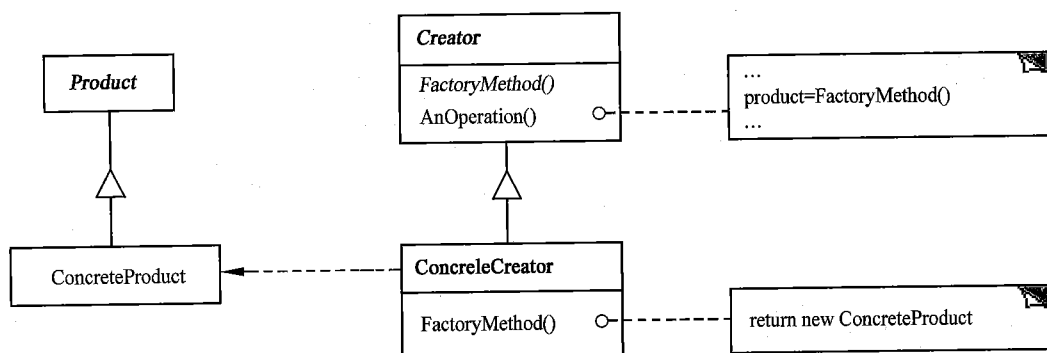 Product
Creator
FactoryMethod()
AnOperation()
...
product=FactoryMethod()
...
ConcreteProduct
ConcreleCreator
FactoryMethod()
return new ConcreteProduct